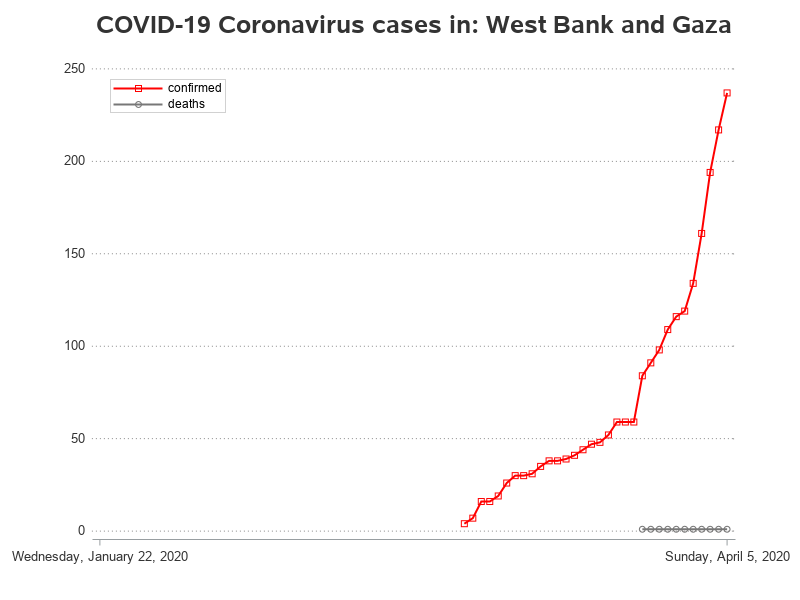 COVID-19 Coronavirus cases in: West Bank and Gaza
250
confirmed
deaths
200
150
100
50
0
Wednesday, January 22, 2020
Sunday, April 5, 2020